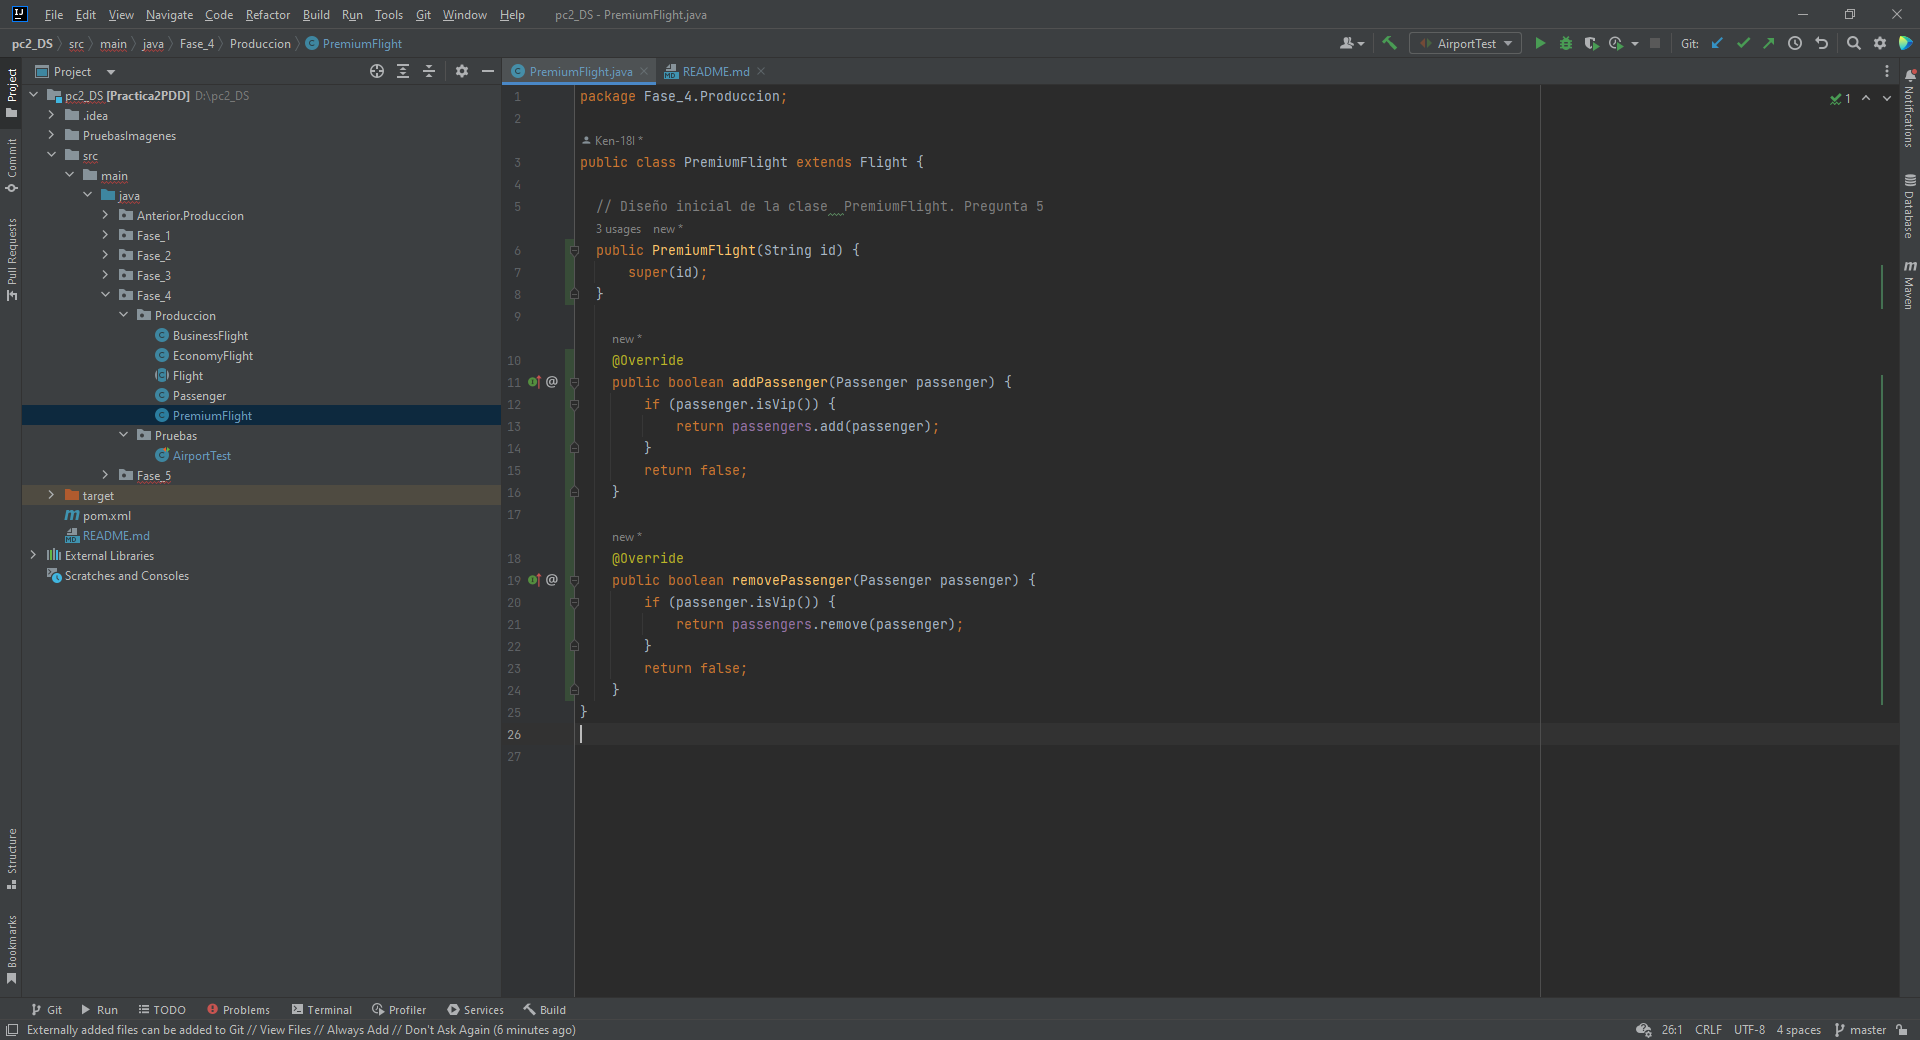 File Edit View Navigate Code Refactor Build Run Tools Git Window Help pc2_DS - PremiumFlight.java
pc2_DS src main java Fase_4 Produccion PremiumFlight AirportTest Git:
Project PremiumFlight.java README.md
pc2_DS [Practica2PDD] D:\pc2_DS
.idea
PruebasImagenes
src
main
java
Anterior.Produccion
Fase_1
Fase_2
Fase_3
Fase_4
Produccion
BusinessFlight
EconomyFlight
Flight
Passenger
PremiumFlight
Pruebas
AirportTest
Fase_5
target
pom.xml
README.md
External Libraries
Scratches and Consoles
Project
Commit
Pull Requests
Structure
Bookmarks
1 package Fase_4.Produccion;
2
Ken-18l *
3 public class PremiumFlight extends Flight {
4
5 // Diseño inicial de la clase  PremiumFlight. Pregunta 5
3 usages new *
6 public PremiumFlight(String id) {
7 super(id);
8 }
9
new *
10 @Override
11 @ public boolean addPassenger(Passenger passenger) {
12 if (passenger.isVip()) {
13 return passengers.add(passenger);
14 }
15 return false;
16 }
17
new *
18 @Override
19 @ public boolean removePassenger(Passenger passenger) {
20 if (passenger.isVip()) {
21 return passengers.remove(passenger);
22 }
23 return false;
24 }
25 }
26
27
1
Notifications
Database
Maven
Git Run TODO Problems Terminal Profiler Services Build
Externally added files can be added to Git // View Files // Always Add // Don't Ask Again (6 minutes ago) 26:1 CRLF UTF-8 4 spaces master